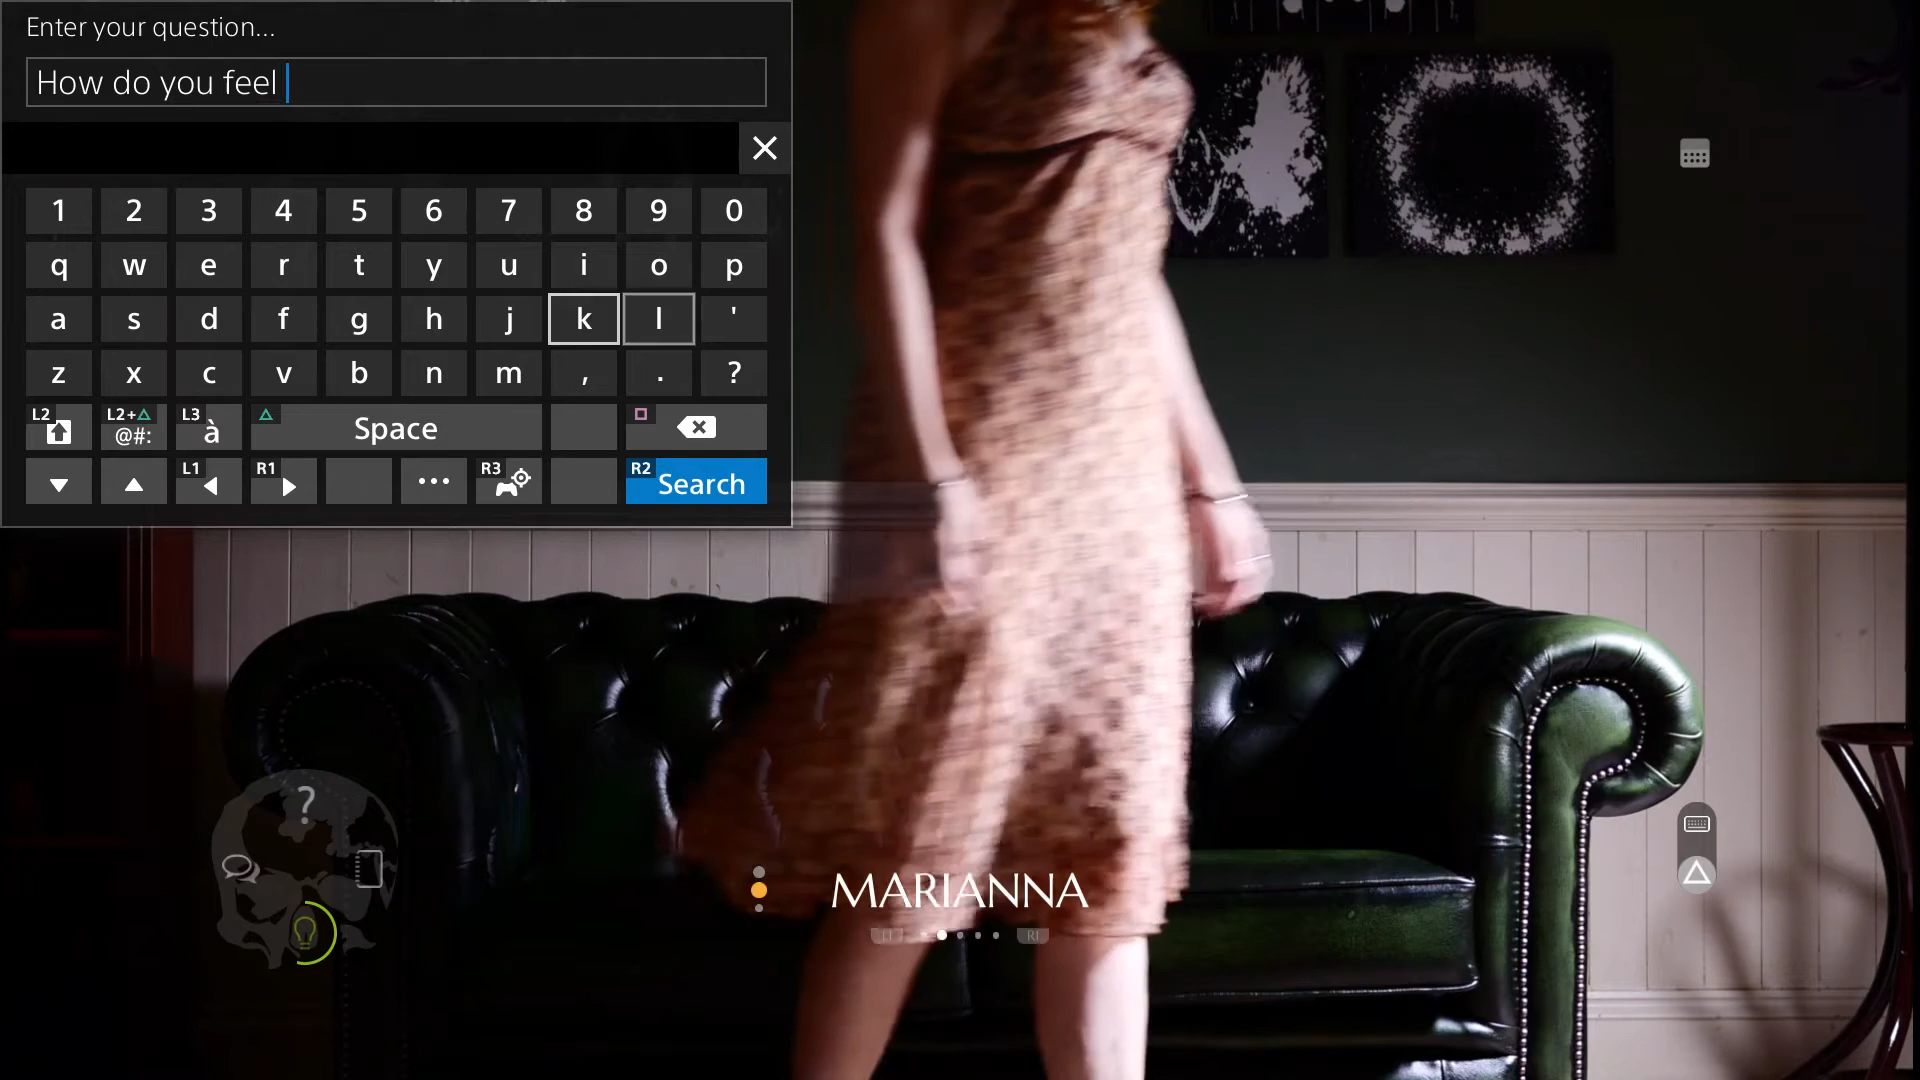 Enter your question...
How do you feel
1 2 3 4 5 6 7 8 9 0
q w e r t y u i o p
a s d f g h j k l '
z x c v b n m , . ?
L2 L2+△ @#: L3 à △ Space
L1 R1 ... R3 R2 Search
?
MARIANNA
R1